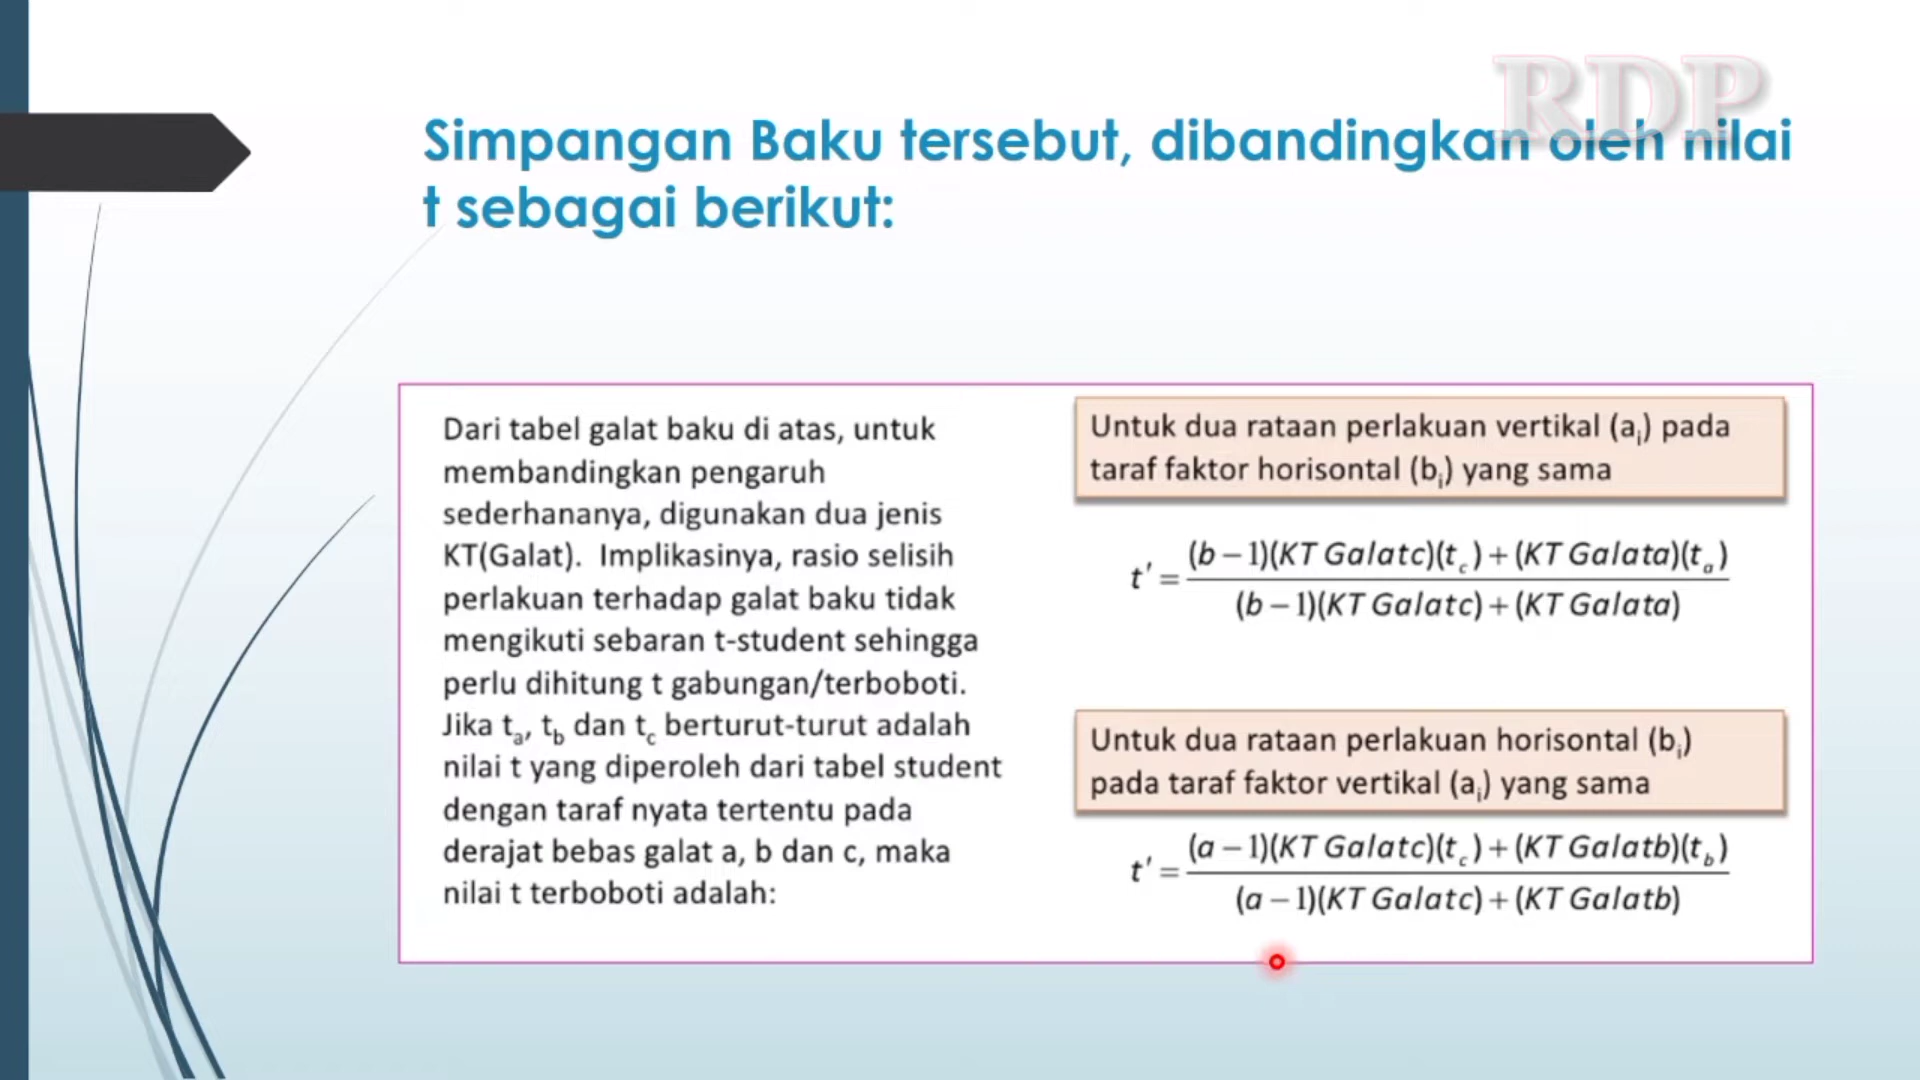 RDP
Simpangan Baku tersebut, dibandingkan oleh nilai
t sebagai berikut:
Dari tabel galat baku di atas, untuk
membandingkan pengaruh
sederhananya, digunakan dua jenis
KT(Galat). Implikasinya, rasio selisih
perlakuan terhadap galat baku tidak
mengikuti sebaran t-student sehingga
perlu dihitung t gabungan/terboboti.
Jika t_a, t_b dan t_c berturut-turut adalah
nilai t yang diperoleh dari tabel student
dengan taraf nyata tertentu pada
derajat bebas galat a, b dan c, maka
nilai t terboboti adalah:
Untuk dua rataan perlakuan vertikal (a_i) pada
taraf faktor horisontal (b_i) yang sama
t' = \frac{(b-1)(KT Galatc)(t_c)+(KT Galata)(t_a)}{(b-1)(KT Galatc)+(KT Galata)}
Untuk dua rataan perlakuan horisontal (b_i)
pada taraf faktor vertikal (a_i) yang sama
t' = \frac{(a-1)(KT Galatc)(t_c)+(KT Galatb)(t_b)}{(a-1)(KT Galatc)+(KT Galatb)}